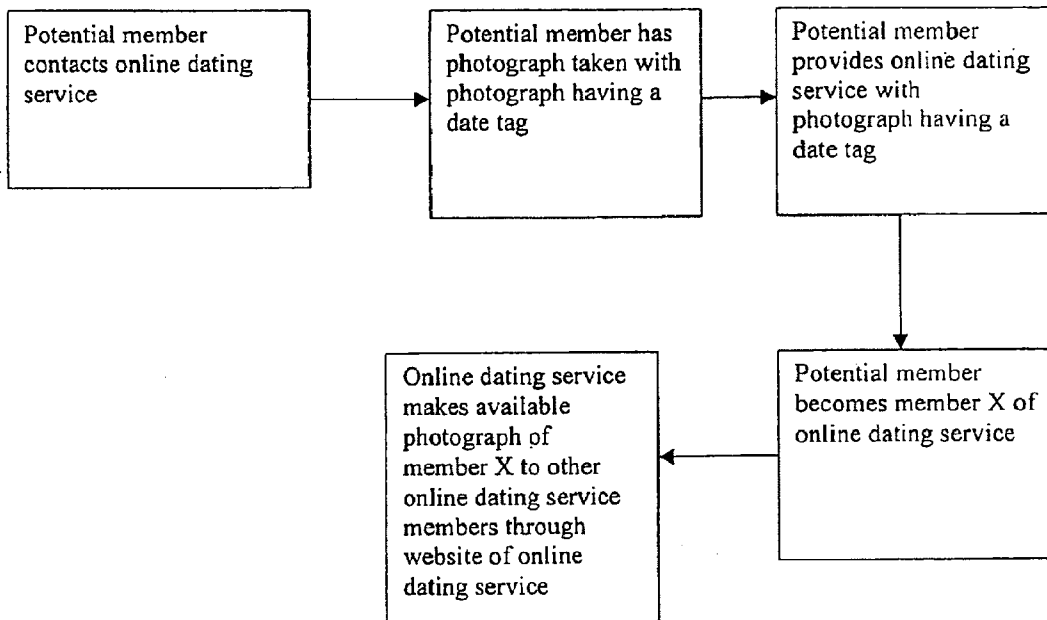 Potential member
contacts online dating
service
Potential member has
photograph taken with
photograph having a
date tag
Potential member
provides online dating
service with
photograph having a
date tag
Potential member
becomes member X of
online dating service
Online dating service
makes available
photograph of
member X to other
online dating service
members through
website of online
dating service